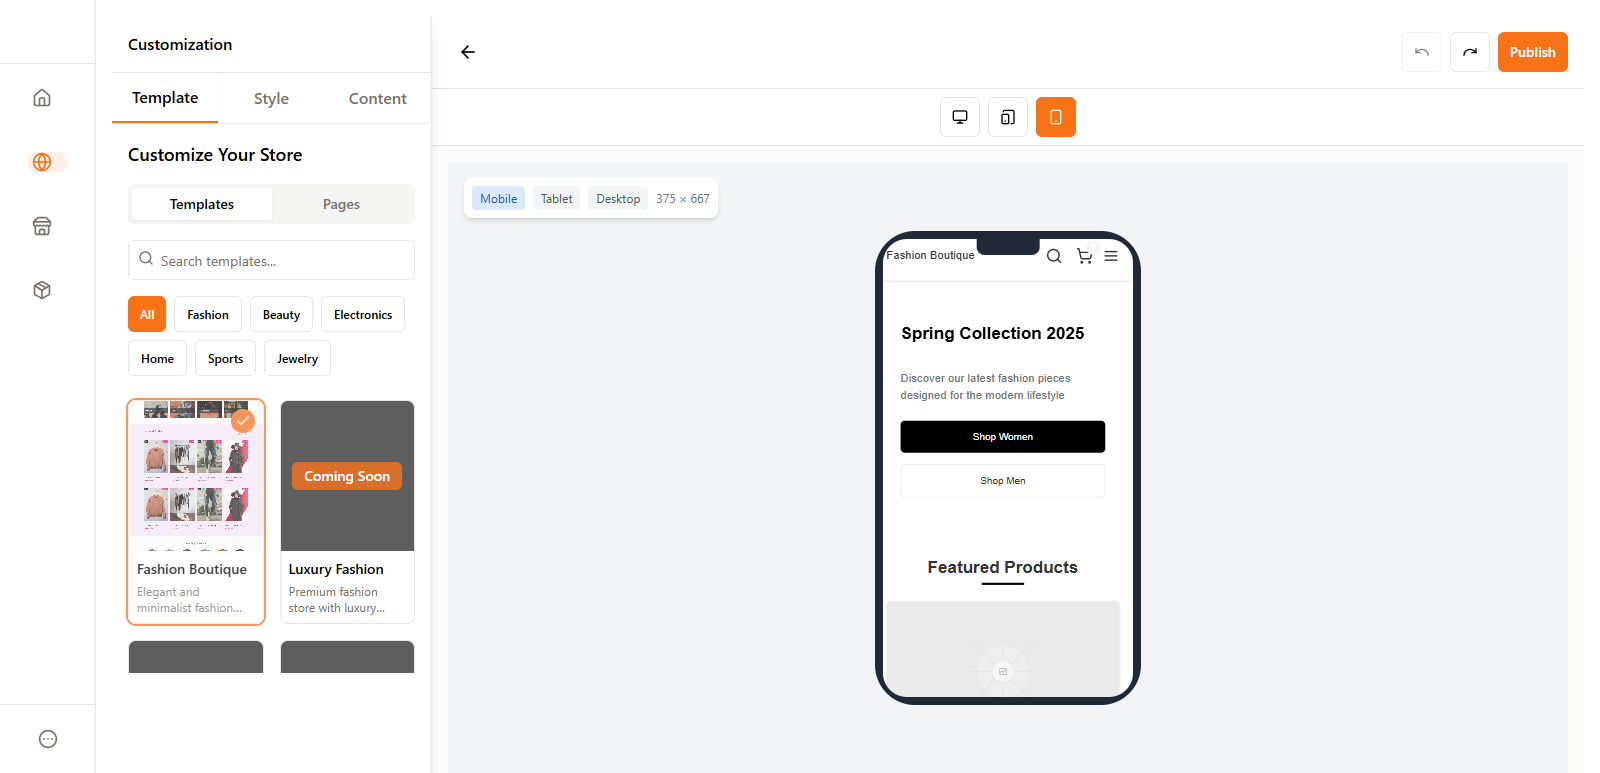 Customization
Template
Style
Content
Customize Your Store
Templates
Pages
Search templates...
All
Fashion
Beauty
Electronics
Home
Sports
Jewelry
Coming Soon
Fashion Boutique
Elegant and
minimalist fashion...
Luxury Fashion
Premium fashion
store with luxury...
Publish
Mobile
Tablet
Desktop
375 × 667
Fashion Boutique
Spring Collection 2025
Discover our latest fashion pieces
designed for the modern lifestyle
Shop Women
Shop Men
Featured Products